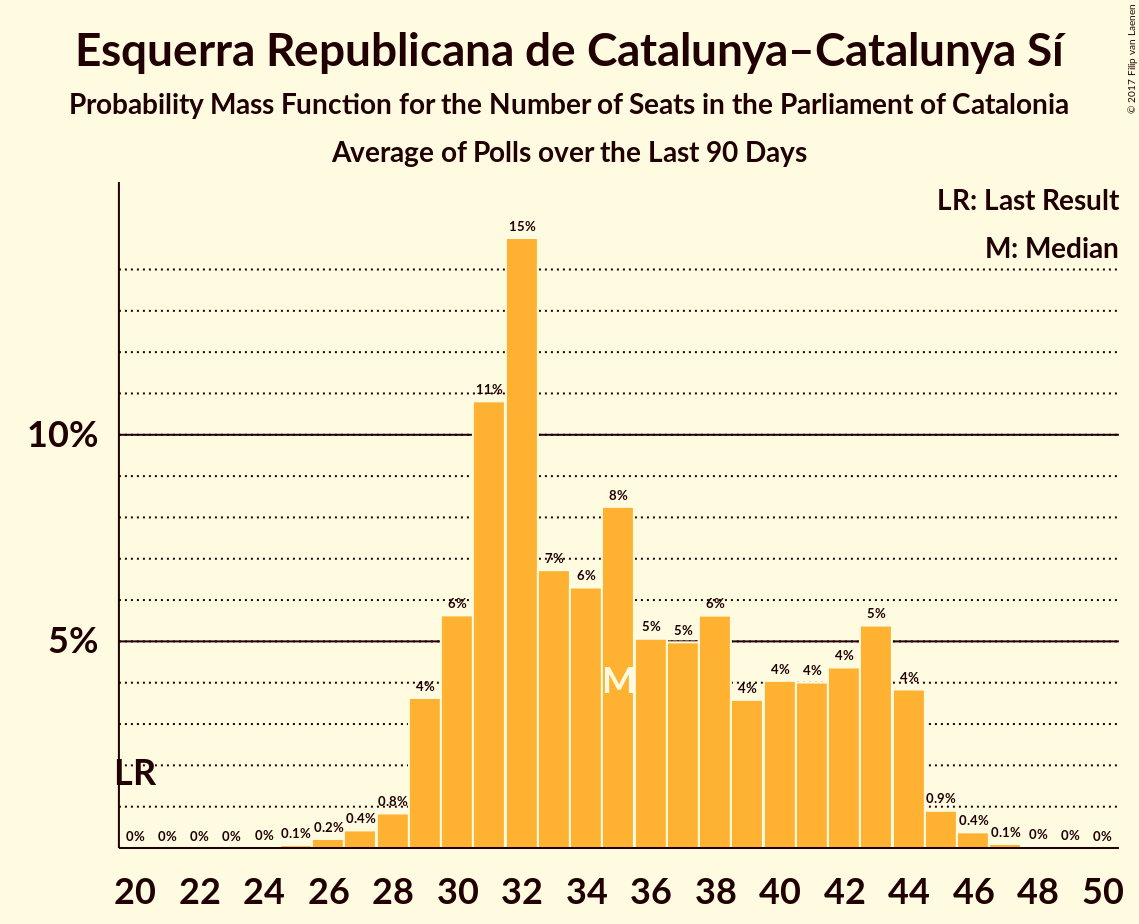 Esquerra Republicana de Catalunya–Catalunya Sí
Probability Mass Function for the Number of Seats in the Parliament of Catalonia
Average of Polls over the Last 90 Days
© 2017 Filip van Laenen
LR: Last Result
M: Median
10%
5%
LR
M
0% 0% 0% 0% 0% 0.1% 0.2% 0.4% 0.8% 4% 6% 11% 15% 7% 6% 8% 5% 5% 6% 4% 4% 4% 4% 5% 4% 0.9% 0.4% 0.1% 0% 0% 0%
20 22 24 26 28 30 32 34 36 38 40 42 44 46 48 50